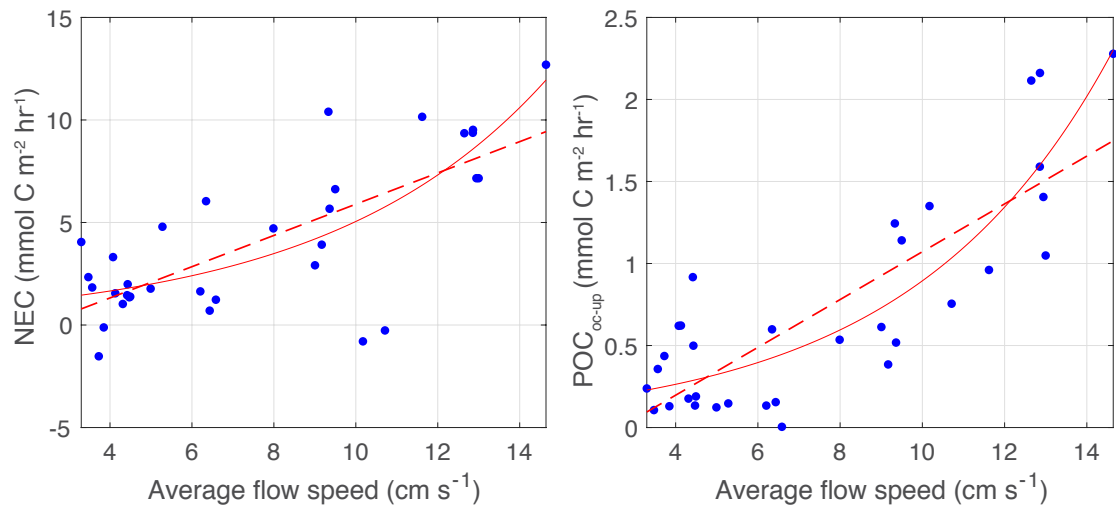 15
10
5
0
-5
NEC (mmol C m⁻² hr⁻¹)
4 6 8 10 12 14
Average flow speed (cm s⁻¹)
2.5
2
1.5
1
0.5
0
POC_oc-up (mmol C m⁻² hr⁻¹)
4 6 8 10 12 14
Average flow speed (cm s⁻¹)